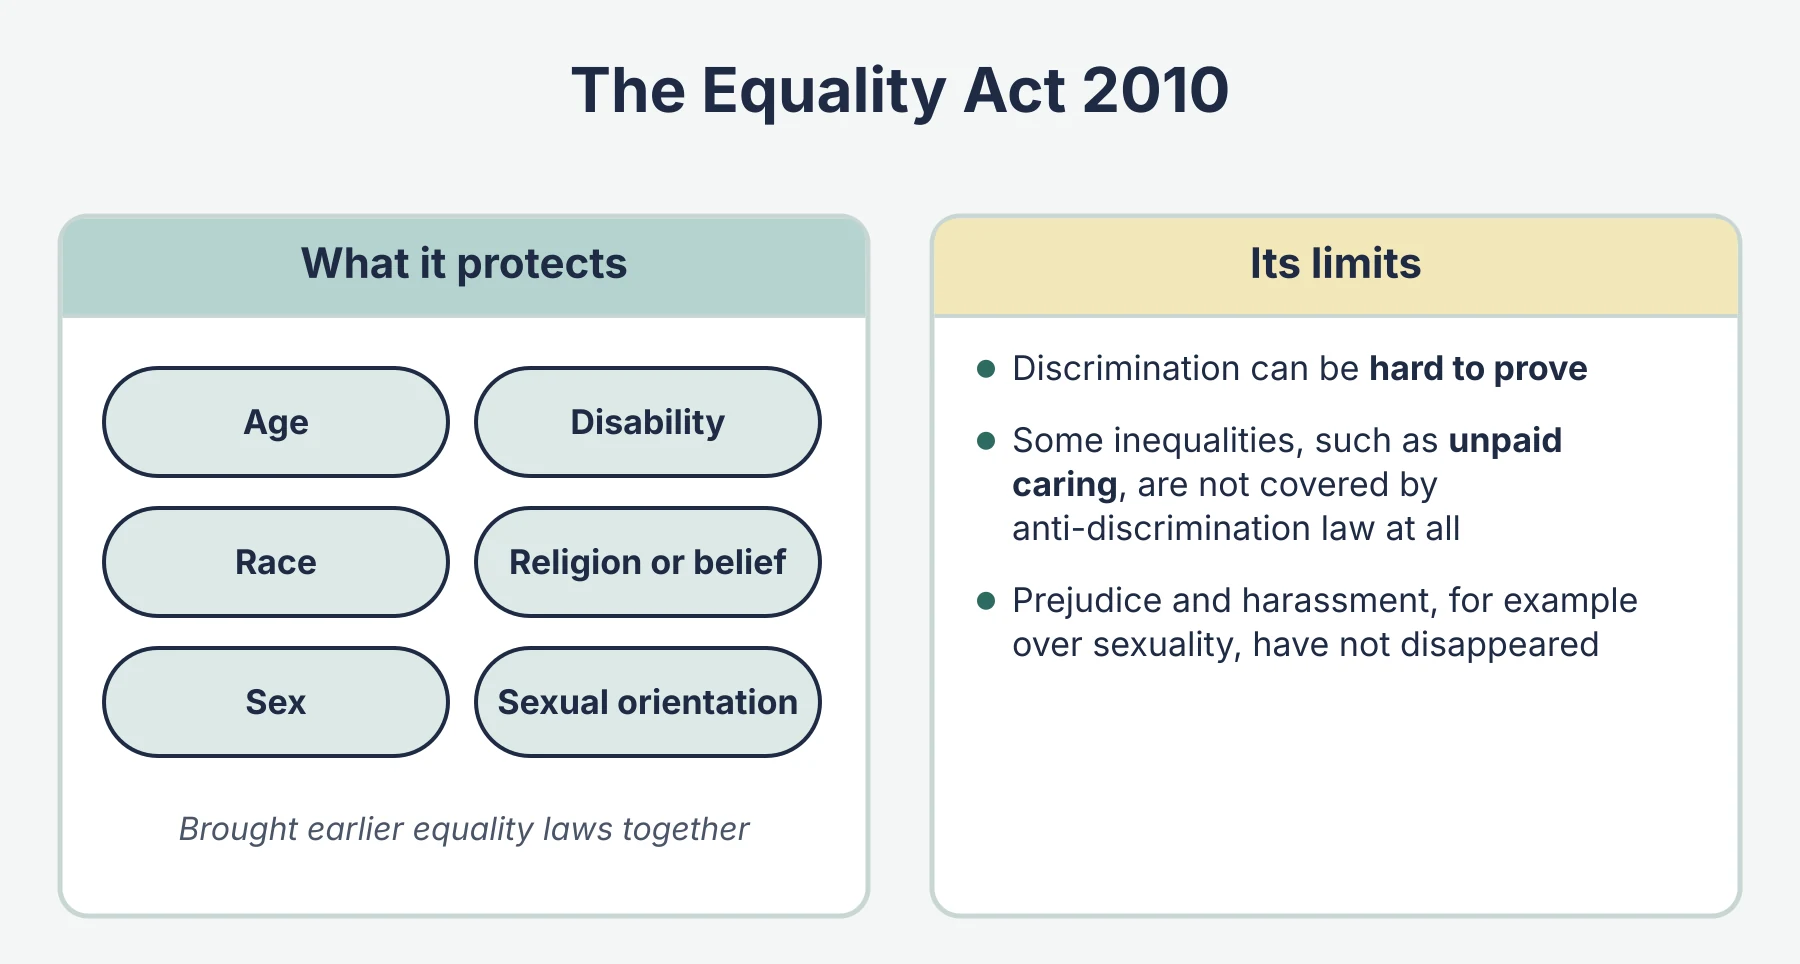 The Equality Act 2010
What it protects
Age
Disability
Race
Religion or belief
Sex
Sexual orientation
Brought earlier equality laws together
Its limits
Discrimination can be hard to prove
Some inequalities, such as unpaid
caring, are not covered by
anti-discrimination law at all
Prejudice and harassment, for example
over sexuality, have not disappeared